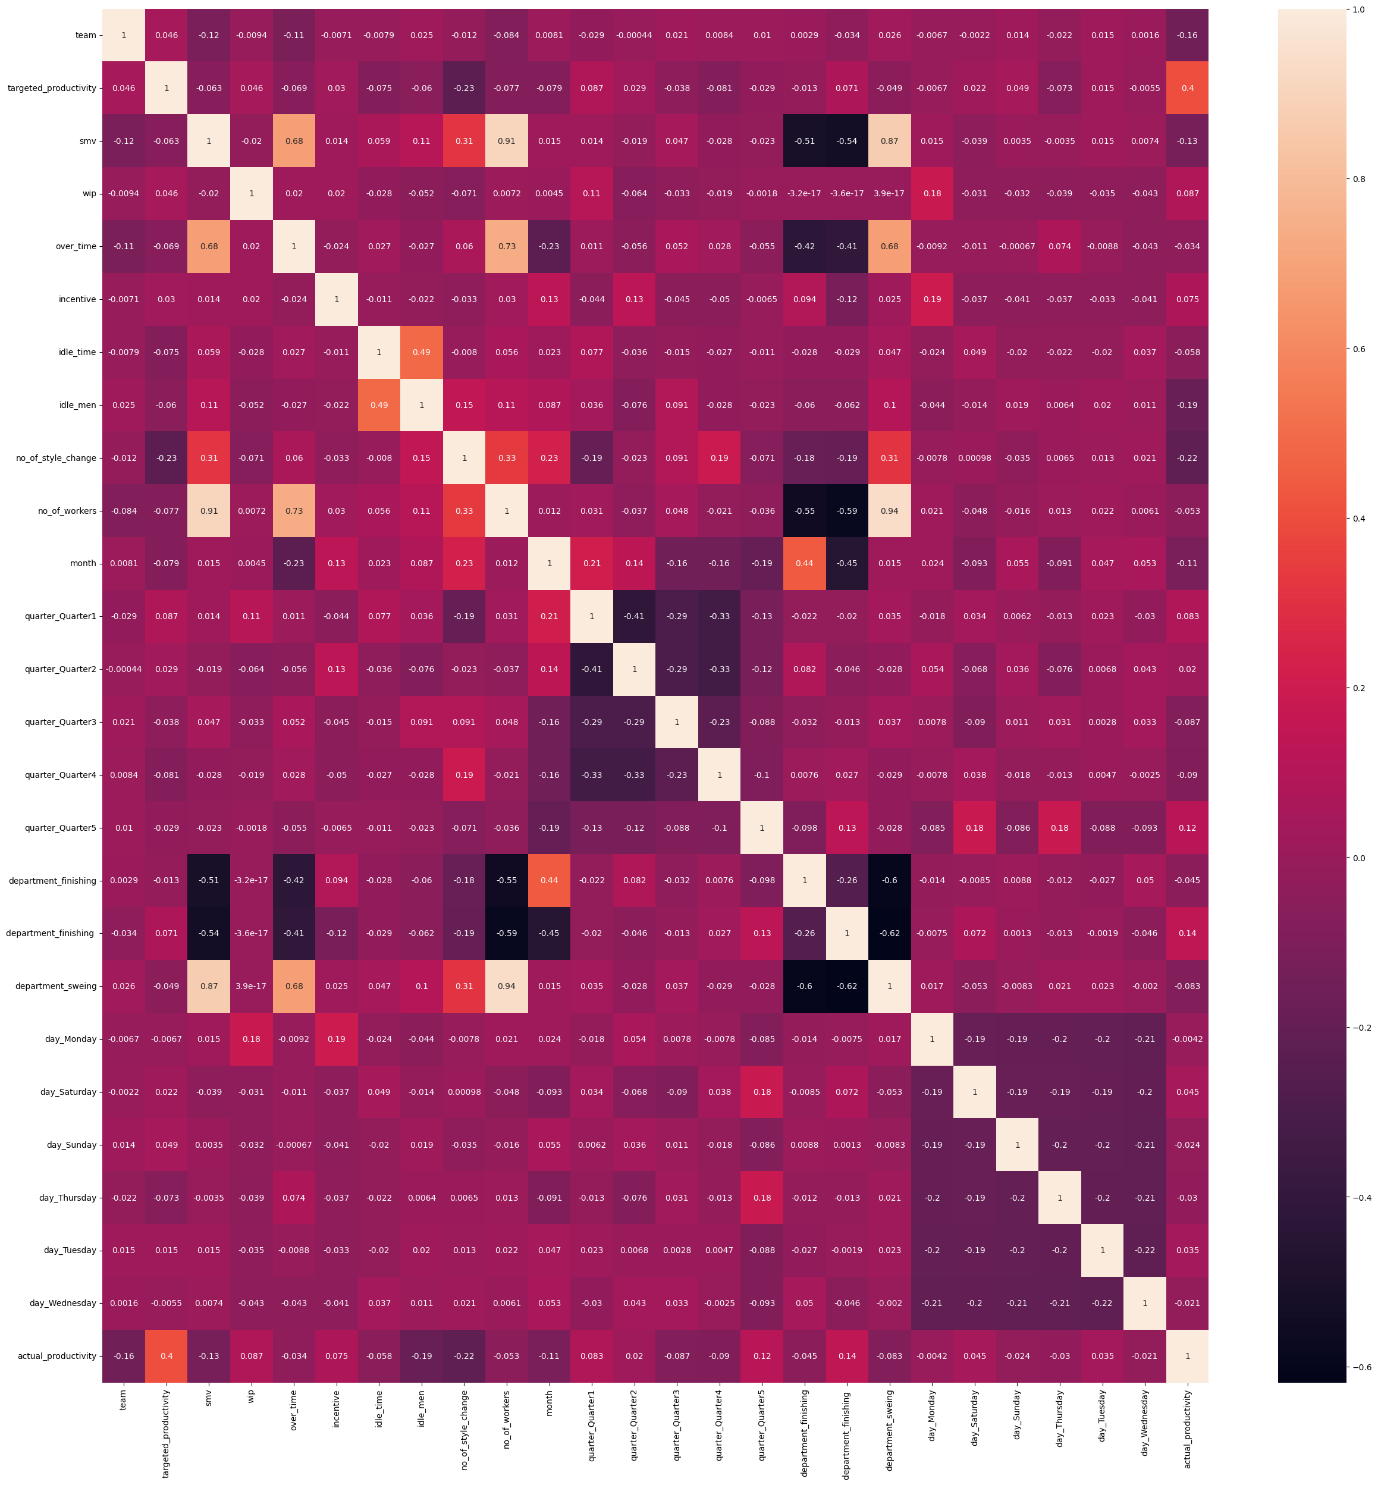 team 1 0.046 -0.12 -0.0094 -0.11 -0.0071 -0.0079 0.025 -0.012 -0.084 0.0081 -0.029 -0.00044 0.021 0.0084 0.01 0.0029 -0.034 0.026 -0.0067 -0.0022 0.014 -0.022 0.015 0.0016 -0.16
targeted_productivity 0.046 1 -0.063 0.046 -0.069 0.03 -0.075 -0.06 -0.23 -0.077 -0.079 0.087 0.029 -0.038 -0.081 -0.029 -0.013 0.071 -0.049 -0.0067 0.022 0.049 -0.073 0.015 -0.0055 0.4
smv -0.12 -0.063 1 -0.02 0.68 0.014 0.059 0.11 0.31 0.91 0.015 0.014 -0.019 0.047 -0.028 -0.023 -0.51 -0.54 0.87 0.015 -0.039 0.0035 -0.0035 0.015 0.0074 -0.13
wip -0.0094 0.046 -0.02 1 0.02 0.02 -0.028 -0.052 -0.071 0.0072 0.0045 0.11 -0.064 -0.033 -0.019 -0.0018 -3.2e-17 -3.6e-17 3.9e-17 0.18 -0.031 -0.032 -0.039 -0.035 -0.043 0.087
over_time -0.11 -0.069 0.68 0.02 1 -0.024 0.027 -0.027 0.06 0.73 -0.23 0.011 -0.056 0.052 0.028 -0.055 -0.42 -0.41 0.68 -0.0092 -0.011 -0.00067 0.074 -0.0088 -0.043 -0.034
incentive -0.0071 0.03 0.014 0.02 -0.024 1 -0.011 -0.022 -0.033 0.03 0.13 -0.044 0.13 -0.045 -0.05 -0.0065 0.094 -0.12 0.025 0.19 -0.037 -0.041 -0.037 -0.033 -0.041 0.075
idle_time -0.0079 -0.075 0.059 -0.028 0.027 -0.011 1 0.49 -0.008 0.056 0.023 0.077 -0.036 -0.015 -0.027 -0.011 -0.028 -0.029 0.047 -0.024 0.049 -0.02 -0.022 -0.02 0.037 -0.058
idle_men 0.025 -0.06 0.11 -0.052 -0.027 -0.022 0.49 1 0.15 0.11 0.087 0.036 -0.076 0.091 -0.028 -0.023 -0.06 -0.062 0.1 -0.044 -0.014 0.019 0.0064 0.02 0.011 -0.19
no_of_style_change -0.012 -0.23 0.31 -0.071 0.06 -0.033 -0.008 0.15 1 0.33 0.23 -0.19 -0.023 0.091 0.19 -0.071 -0.18 -0.19 0.31 -0.0078 0.00098 -0.035 0.0065 0.013 0.021 -0.22
no_of_workers -0.084 -0.077 0.91 0.0072 0.73 0.03 0.056 0.11 0.33 1 0.012 0.031 -0.037 0.048 -0.021 -0.036 -0.55 -0.59 0.94 0.021 -0.048 -0.016 0.013 0.022 0.0061 -0.053
month 0.0081 -0.079 0.015 0.0045 -0.23 0.13 0.023 0.087 0.23 0.012 1 0.21 0.14 -0.16 -0.16 -0.19 0.44 -0.45 0.015 0.024 -0.093 0.055 -0.091 0.047 0.053 -0.11
quarter_Quarter1 -0.029 0.087 0.014 0.11 0.011 -0.044 0.077 0.036 -0.19 0.031 0.21 1 -0.41 -0.29 -0.33 -0.13 -0.022 -0.02 0.035 -0.018 0.034 0.0062 -0.013 0.023 -0.03 0.083
quarter_Quarter2 -0.00044 0.029 -0.019 -0.064 -0.056 0.13 -0.036 -0.076 -0.023 -0.037 0.14 -0.41 1 -0.29 -0.33 -0.12 0.082 -0.046 -0.028 0.054 -0.068 0.036 -0.076 0.0068 0.043 0.02
quarter_Quarter3 0.021 -0.038 0.047 -0.033 0.052 -0.045 -0.015 0.091 0.091 0.048 -0.16 -0.29 -0.29 1 -0.23 -0.088 -0.032 -0.013 0.037 0.0078 -0.09 0.011 0.031 0.0028 0.033 -0.087
quarter_Quarter4 0.0084 -0.081 -0.028 -0.019 0.028 -0.05 -0.027 -0.028 0.19 -0.021 -0.16 -0.33 -0.33 -0.23 1 -0.1 0.0076 0.027 -0.029 -0.0078 0.038 -0.018 -0.013 0.0047 -0.0025 -0.09
quarter_Quarter5 0.01 -0.029 -0.023 -0.0018 -0.055 -0.0065 -0.011 -0.023 -0.071 -0.036 -0.19 -0.13 -0.12 -0.088 -0.1 1 -0.098 0.13 -0.028 -0.085 0.18 -0.086 0.18 -0.088 -0.093 0.12
department_finishing 0.0029 -0.013 -0.51 -3.2e-17 -0.42 0.094 -0.028 -0.06 -0.18 -0.55 0.44 -0.022 0.082 -0.032 0.0076 -0.098 1 -0.26 -0.6 -0.014 -0.0085 0.0088 -0.012 -0.027 0.05 -0.045
department_finishing -0.034 0.071 -0.54 -3.6e-17 -0.41 -0.12 -0.029 -0.062 -0.19 -0.59 -0.45 -0.02 -0.046 -0.013 0.027 0.13 -0.26 1 -0.62 -0.0075 0.072 0.0013 -0.013 -0.0019 -0.046 0.14
department_sweing 0.026 -0.049 0.87 3.9e-17 0.68 0.025 0.047 0.1 0.31 0.94 0.015 0.035 -0.028 0.037 -0.029 -0.028 -0.6 -0.62 1 0.017 -0.053 -0.0083 0.021 0.023 -0.002 -0.083
day_Monday -0.0067 -0.0067 0.015 0.18 -0.0092 0.19 -0.024 -0.044 -0.0078 0.021 0.024 -0.018 0.054 0.0078 -0.0078 -0.085 -0.014 -0.0075 0.017 1 -0.19 -0.19 -0.2 -0.2 -0.21 -0.0042
day_Saturday -0.0022 0.022 -0.039 -0.031 -0.011 -0.037 0.049 -0.014 0.00098 -0.048 -0.093 0.034 -0.068 -0.09 0.038 0.18 -0.0085 0.072 -0.053 -0.19 1 -0.19 -0.19 -0.19 -0.2 0.045
day_Sunday 0.014 0.049 0.0035 -0.032 -0.00067 -0.041 -0.02 0.019 -0.035 -0.016 0.055 0.0062 0.036 0.011 -0.018 -0.086 0.0088 0.0013 -0.0083 -0.19 -0.19 1 -0.2 -0.2 -0.21 -0.024
day_Thursday -0.022 -0.073 -0.0035 -0.039 0.074 -0.037 -0.022 0.0064 0.0065 0.013 -0.091 -0.013 -0.076 0.031 -0.013 0.18 -0.012 -0.013 0.021 -0.2 -0.19 -0.2 1 -0.2 -0.21 -0.03
day_Tuesday 0.015 0.015 0.015 -0.035 -0.0088 -0.033 -0.02 0.02 0.013 0.022 0.047 0.023 0.0068 0.0028 0.0047 -0.088 -0.027 -0.0019 0.023 -0.2 -0.19 -0.2 -0.2 1 -0.22 0.035
day_Wednesday 0.0016 -0.0055 0.0074 -0.043 -0.043 -0.041 0.037 0.011 0.021 0.0061 0.053 -0.03 0.043 0.033 -0.0025 -0.093 0.05 -0.046 -0.002 -0.21 -0.2 -0.21 -0.21 -0.22 1 -0.021
actual_productivity -0.16 0.4 -0.13 0.087 -0.034 0.075 -0.058 -0.19 -0.22 -0.053 -0.11 0.083 0.02 -0.087 -0.09 0.12 -0.045 0.14 -0.083 -0.0042 0.045 -0.024 -0.03 0.035 -0.021 1
team
targeted_productivity
smv
wip
over_time
incentive
idle_time
idle_men
no_of_style_change
no_of_workers
month
quarter_Quarter1
quarter_Quarter2
quarter_Quarter3
quarter_Quarter4
quarter_Quarter5
department_finishing
department_finishing
department_sweing
day_Monday
day_Saturday
day_Sunday
day_Thursday
day_Tuesday
day_Wednesday
actual_productivity
1.0
0.8
0.6
0.4
0.2
0.0
−0.2
−0.4
−0.6